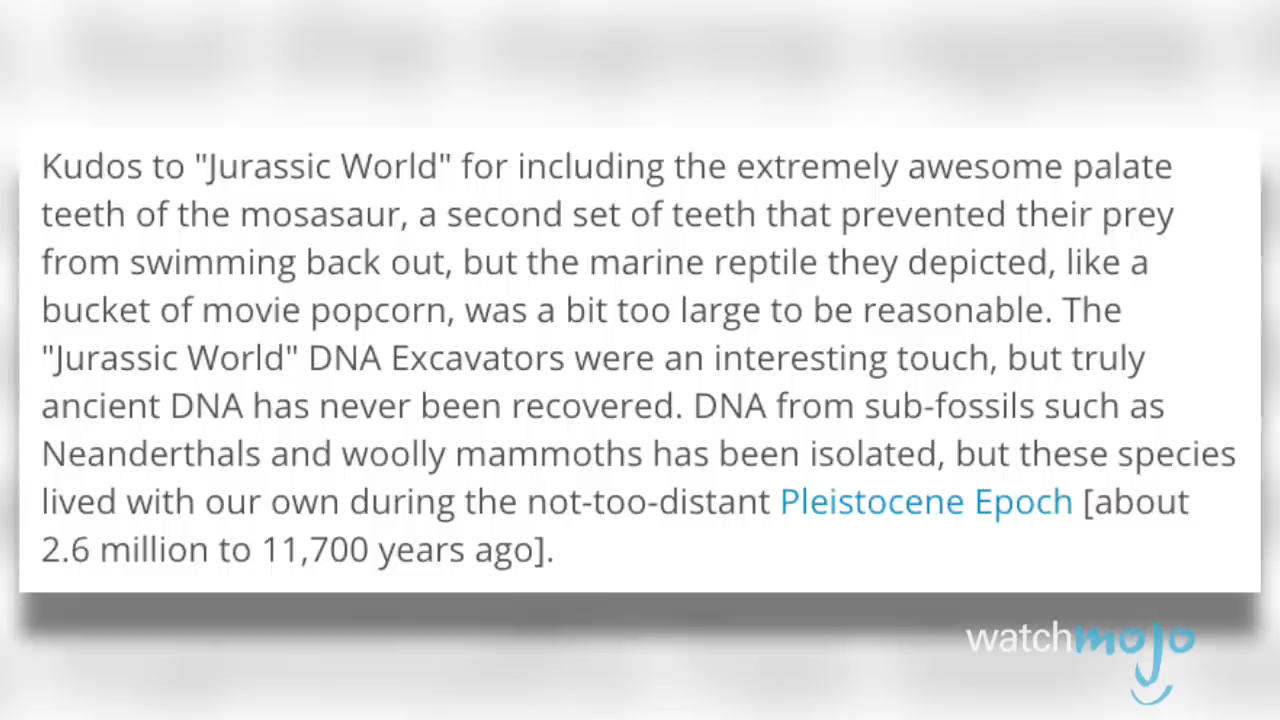 Kudos to "Jurassic World" for including the extremely awesome palate
teeth of the mosasaur, a second set of teeth that prevented their prey
from swimming back out, but the marine reptile they depicted, like a
bucket of movie popcorn, was a bit too large to be reasonable. The
"Jurassic World" DNA Excavators were an interesting touch, but truly
ancient DNA has never been recovered. DNA from sub-fossils such as
Neanderthals and woolly mammoths has been isolated, but these species
lived with our own during the not-too-distant Pleistocene Epoch [about
2.6 million to 11,700 years ago].
watchmojo